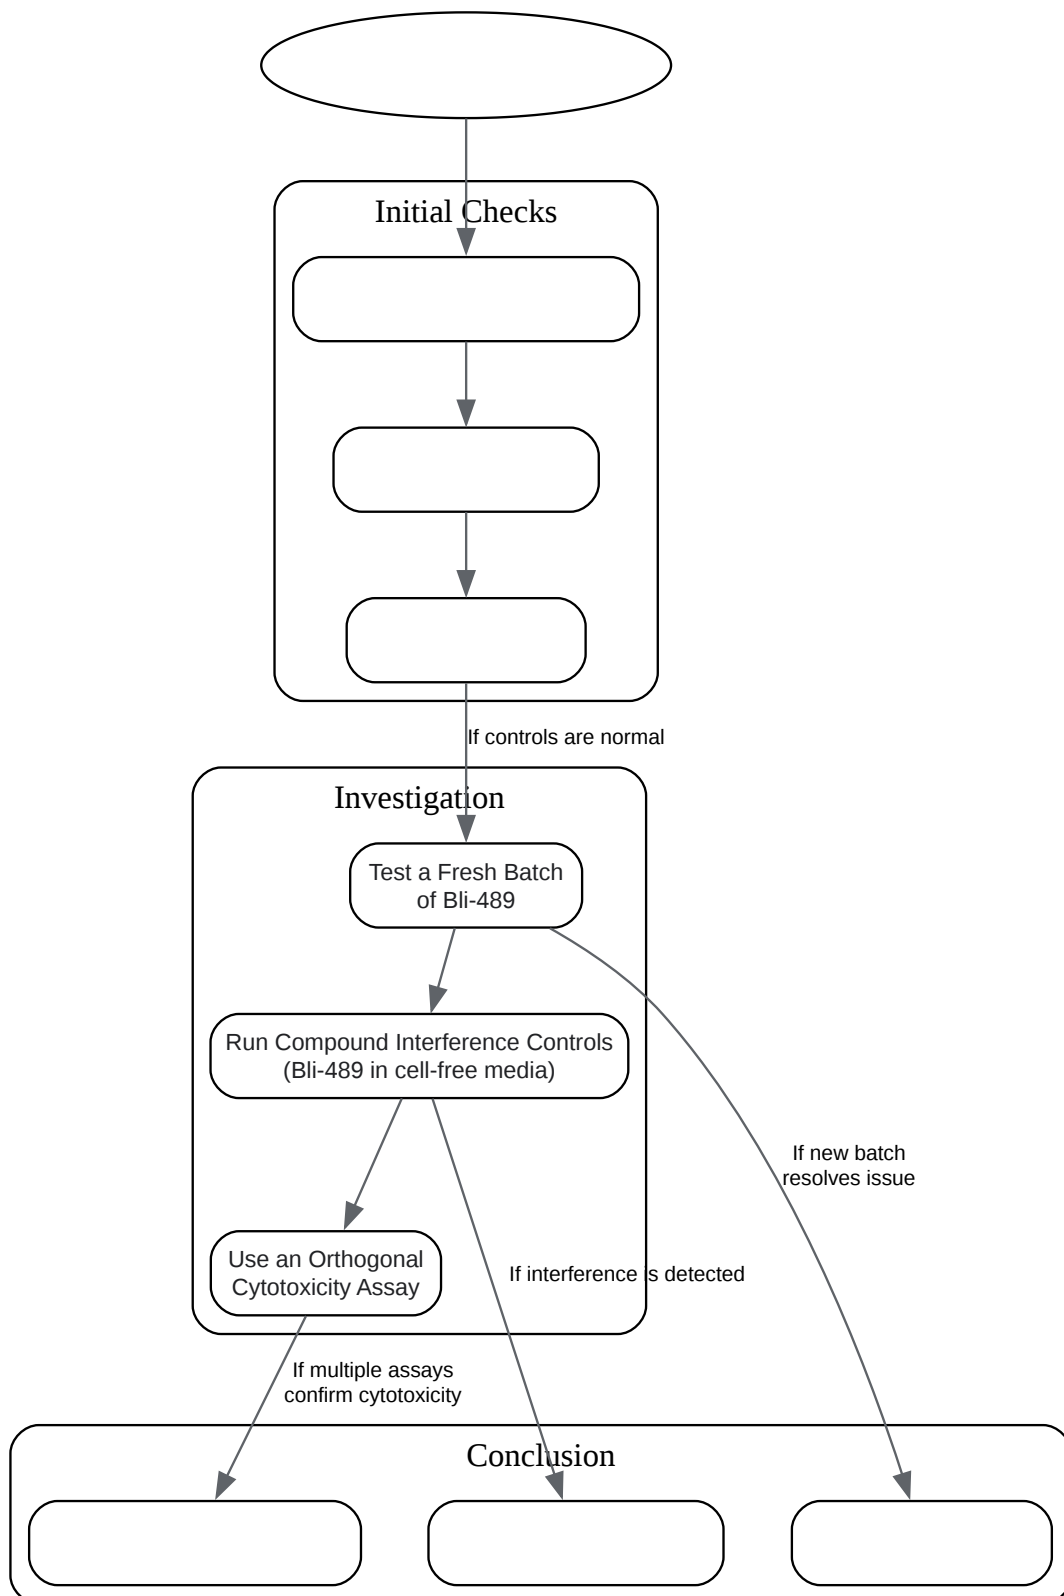 Initial Checks
If controls are normal
Investigation
Test a Fresh Batch
of Bli-489
Run Compound Interference Controls
(Bli-489 in cell-free media)
If new batch
resolves issue
Use an Orthogonal
Cytotoxicity Assay
If interference is detected
If multiple assays
confirm cytotoxicity
Conclusion